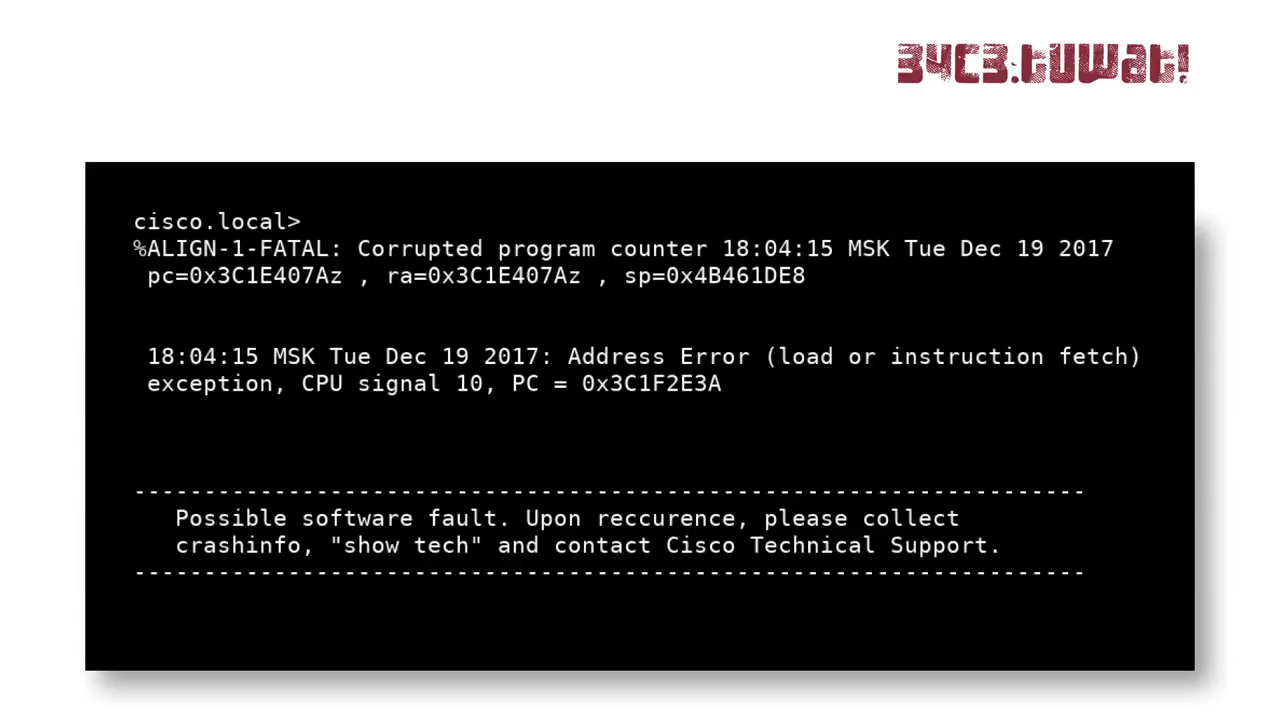 34C3.tUWat!
cisco.local>
%ALIGN-1-FATAL: Corrupted program counter 18:04:15 MSK Tue Dec 19 2017
pc=0x3C1E407Az , ra=0x3C1E407Az , sp=0x4B461DE8
18:04:15 MSK Tue Dec 19 2017: Address Error (load or instruction fetch)
exception, CPU signal 10, PC = 0x3C1F2E3A
--------------------------------------------------------------------
Possible software fault. Upon reccurence, please collect
crashinfo, "show tech" and contact Cisco Technical Support.
--------------------------------------------------------------------